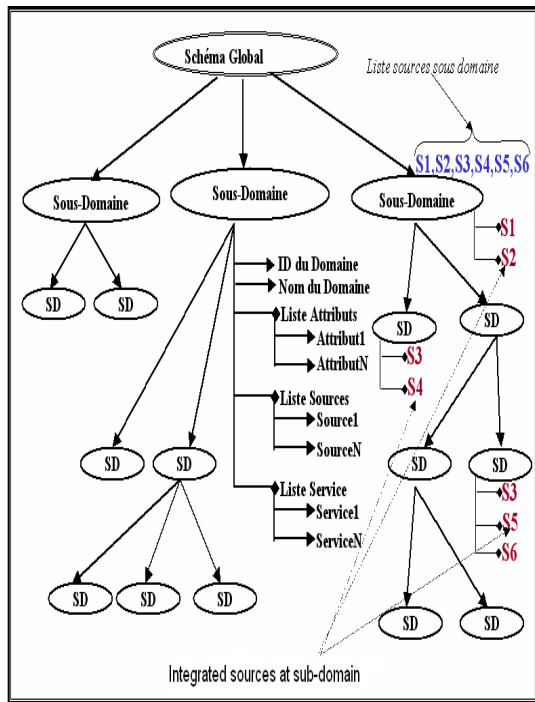 Schéma Global
Liste sources sous domaine
S1,S2,S3,S4,S5,S6
Sous-Domaine
Sous-Domaine
Sous-Domaine
S1
S2
ID du Domaine
Nom du Domaine
Liste Attributs
Attribut1
AttributN
SD
SD
SD
SD
S3
S4
Liste Sources
Source1
SourceN
SD
SD
SD
SD
Liste Service
Service1
ServiceN
S3
S5
S6
SD
SD
SD
SD
SD
Integrated sources at sub-domain